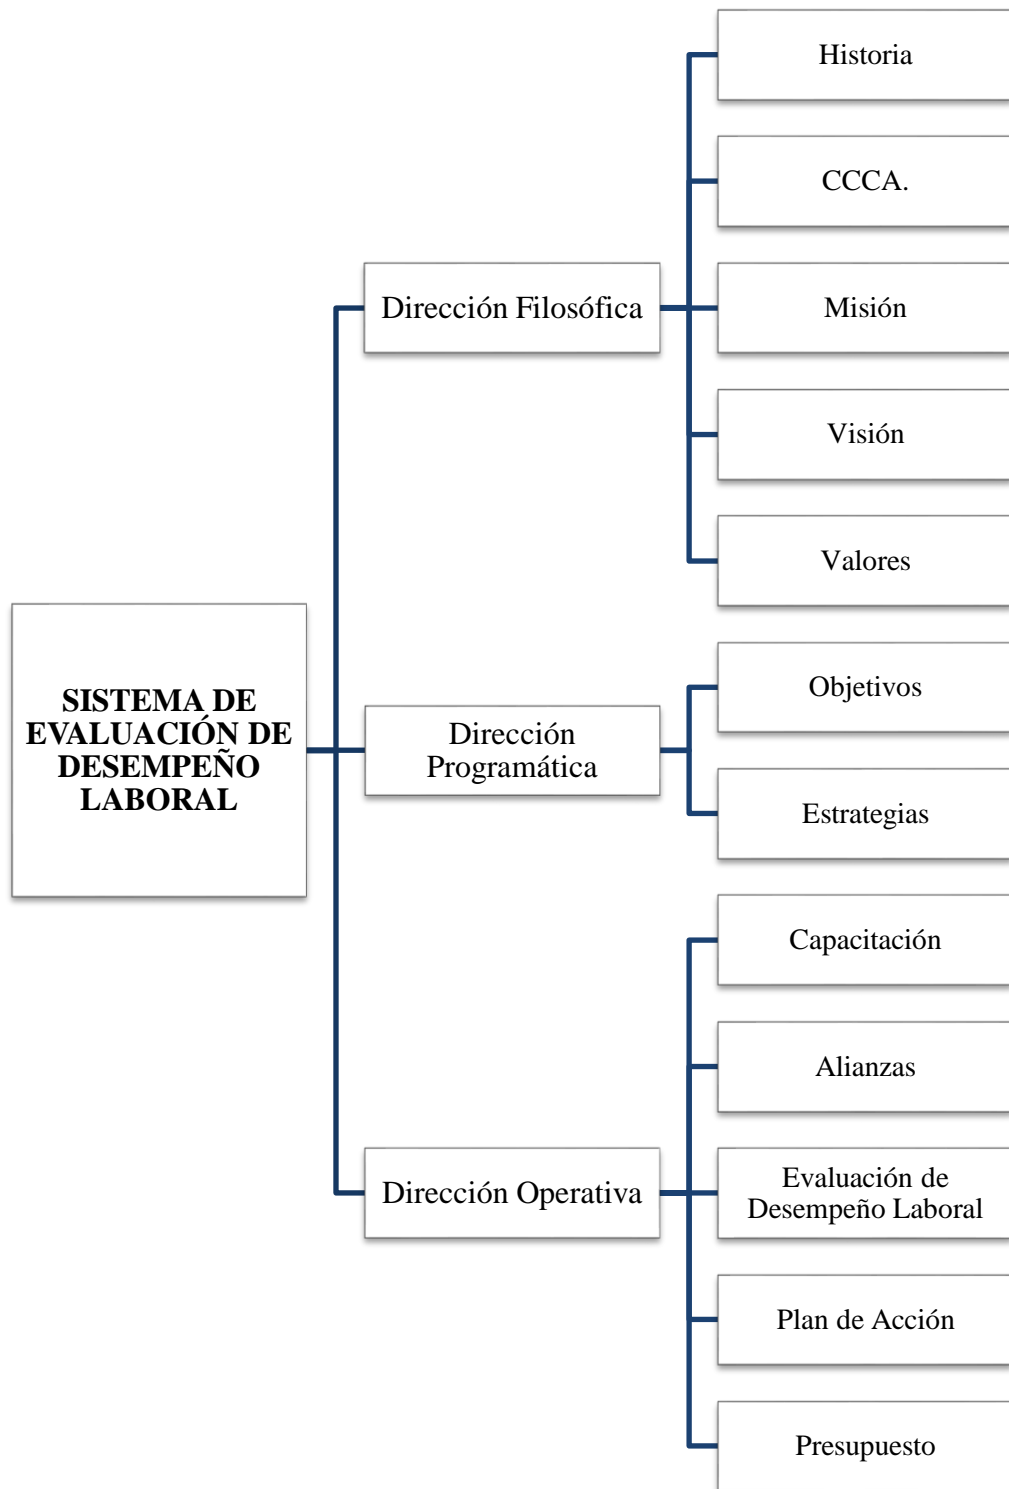 SISTEMA DE
EVALUACIÓN DE
DESEMPEÑO
LABORAL
Dirección Filosófica
Historia
CCCA.
Misión
Visión
Valores
Dirección
Programática
Objetivos
Estrategias
Dirección Operativa
Capacitación
Alianzas
Evaluación de
Desempeño Laboral
Plan de Acción
Presupuesto